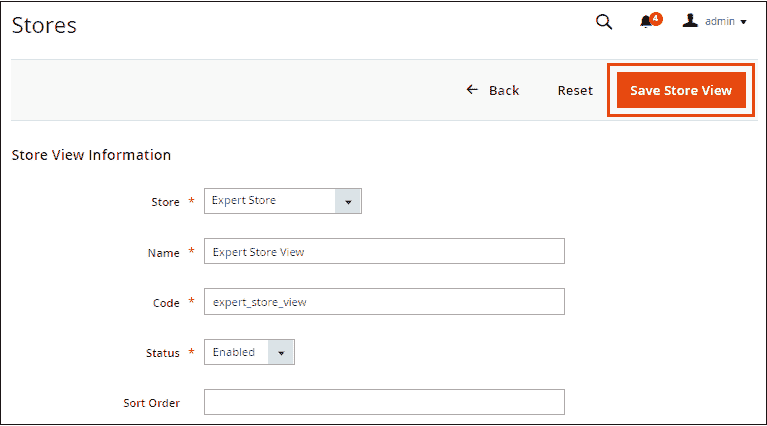 Stores
4
admin
← Back Reset Save Store View
Store View Information
Store * Expert Store
Name * Expert Store View
Code * expert_store_view
Status * Enabled
Sort Order